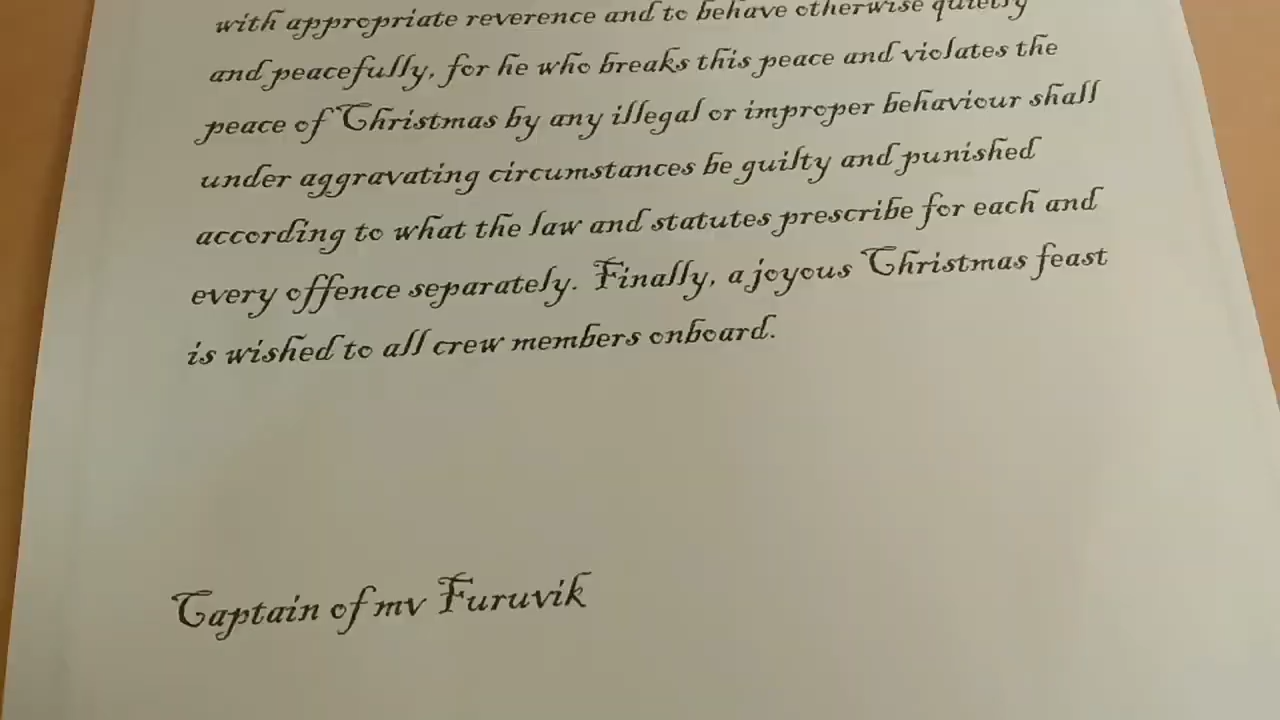 with appropriate reverence and to behave otherwise quietly
and peacefully, for he who breaks this peace and violates the
peace of Christmas by any illegal or improper behaviour shall
under aggravating circumstances be guilty and punished
according to what the law and statutes prescribe for each and
every offence separately. Finally, a joyous Christmas feast
is wished to all crew members onboard.
Captain of mv Furuvik